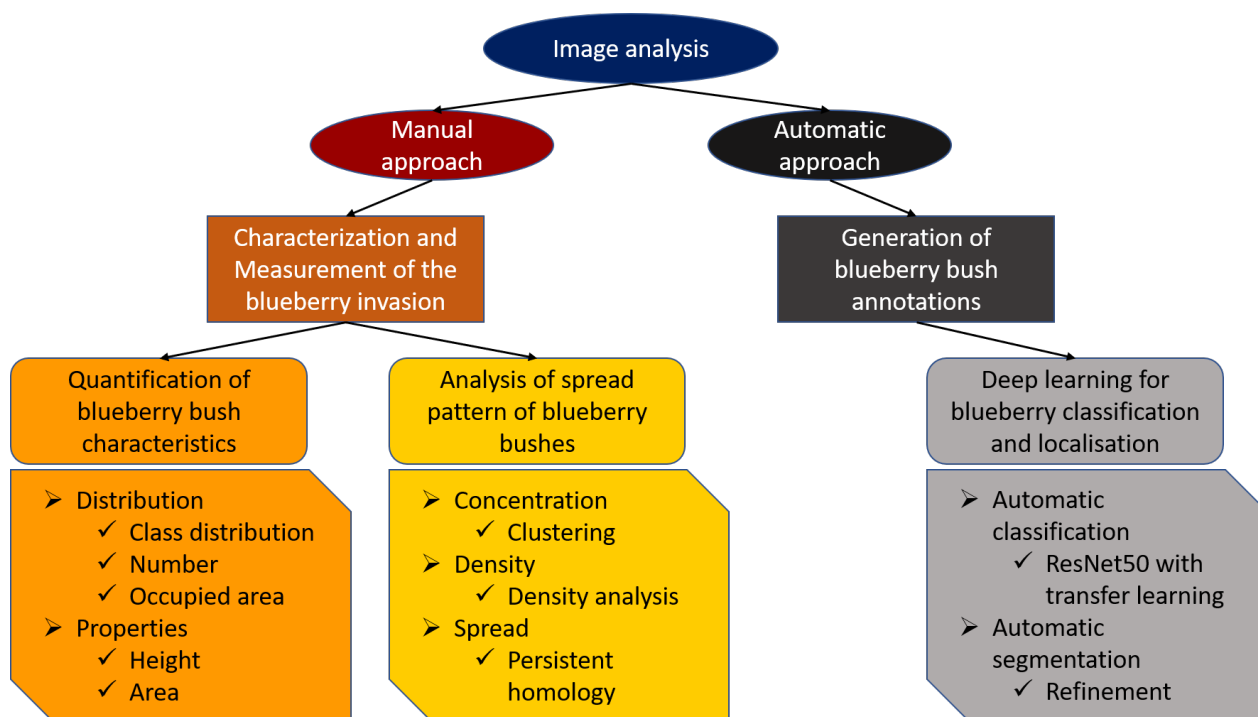 Image analysis
Manual
approach
Automatic
approach
Characterization and
Measurement of the
blueberry invasion
Generation of
blueberry bush
annotations
Quantification of
blueberry bush
characteristics
Analysis of spread
pattern of blueberry
bushes
Deep learning for
blueberry classification
and localisation
➢ Distribution
✓ Class distribution
✓ Number
✓ Occupied area
➢ Properties
✓ Height
✓ Area
➢ Concentration
✓ Clustering
➢ Density
✓ Density analysis
➢ Spread
✓ Persistent
homology
➢ Automatic
classification
✓ ResNet50 with
transfer learning
➢ Automatic
segmentation
✓ Refinement